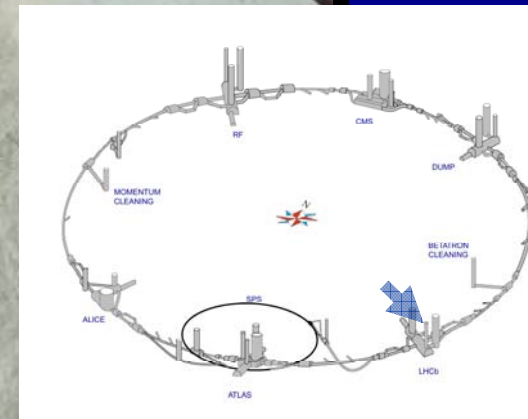 RF
CMS
DUMP
MOMENTUM
CLEANING
N
BETATRON
CLEANING
SPS
ALICE
LHCb
ATLAS